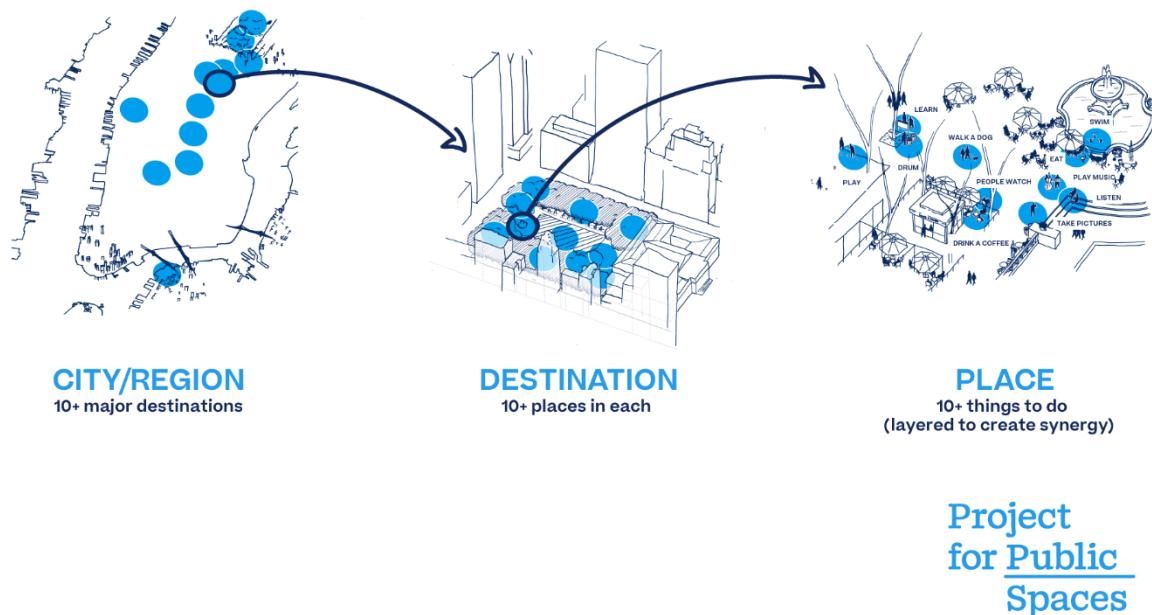 LEARN
SWIM
WALK A DOG
EAT
PLAY
DRUM
PEOPLE WATCH
PLAY MUSIC
LISTEN
TAKE PICTURES
DRINK A COFFEE
CITY/REGION
10+ major destinations
DESTINATION
10+ places in each
PLACE
10+ things to do
(layered to create synergy)
Project
for Public
Spaces